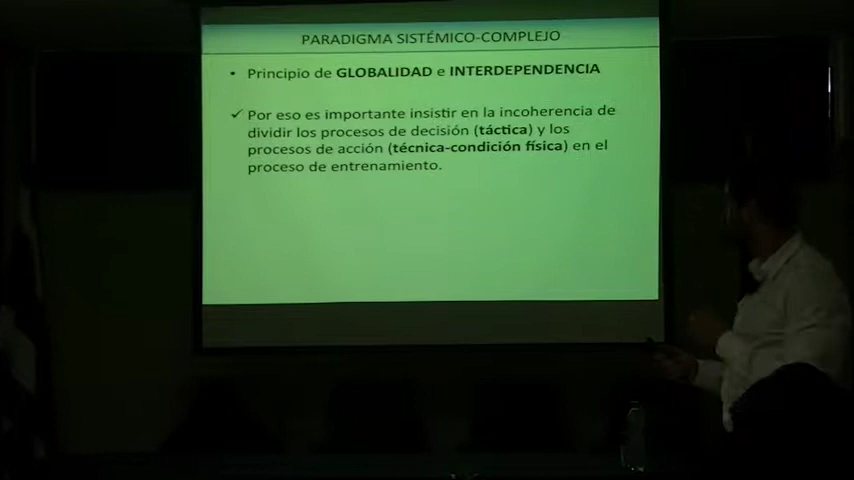 PARADIGMA SISTÉMICO-COMPLEJO
• Principio de GLOBALIDAD e INTERDEPENDENCIA
✓ Por eso es importante insistir en la incoherencia de
dividir los procesos de decisión (táctica) y los
procesos de acción (técnica-condición física) en el
proceso de entrenamiento.